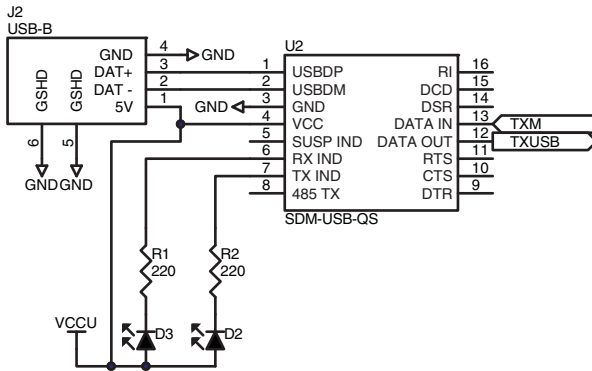 J2
USB-B
GND 4 GND
DAT+ 3
DAT - 2
5V 1
GSHD GSHD
6 5
GND GND
U2
1 USBDP RI 16
2 USBDM DCD 15
GND 3 GND DSR 14
4 VCC DATA IN 13 TXM
5 SUSP IND DATA OUT 12 TXUSB
6 RX IND RTS 11
7 TX IND CTS 10
8 485 TX DTR 9
SDM-USB-QS
R1 R2
220 220
VCCU
D3 D2